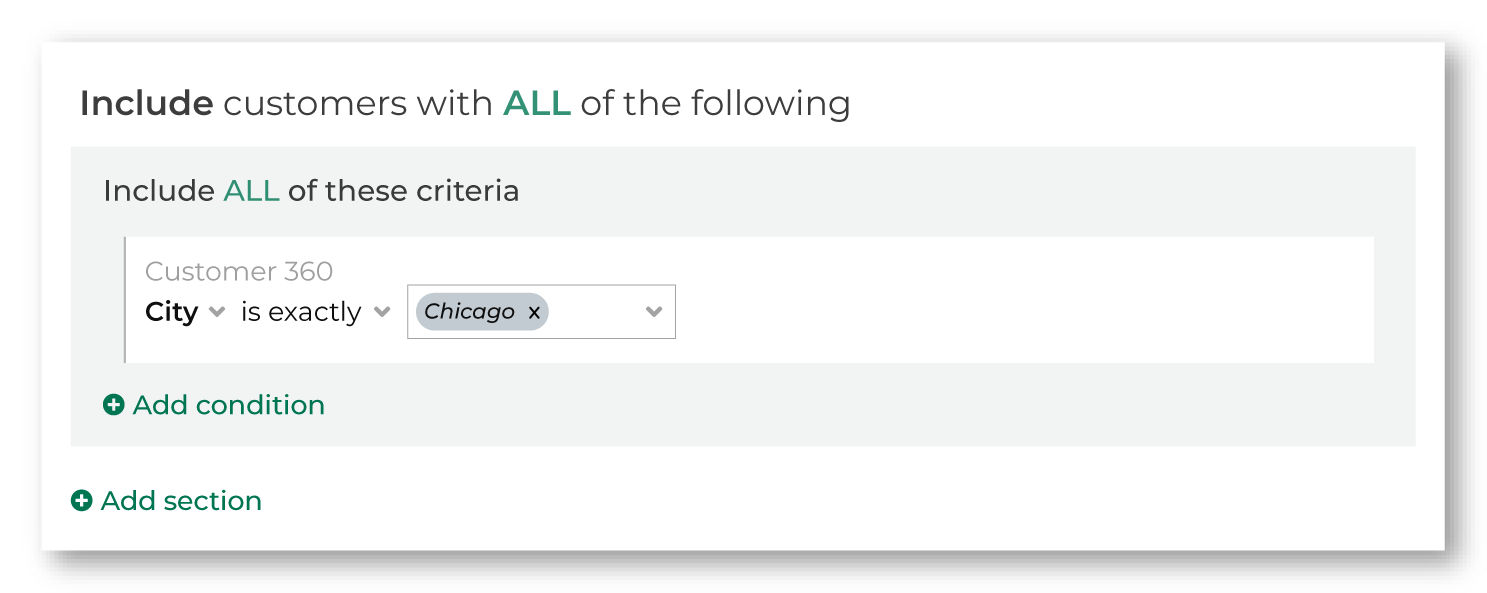 Include customers with ALL of the following
Include ALL of these criteria
Customer 360
City is exactly Chicago x
Add condition
Add section